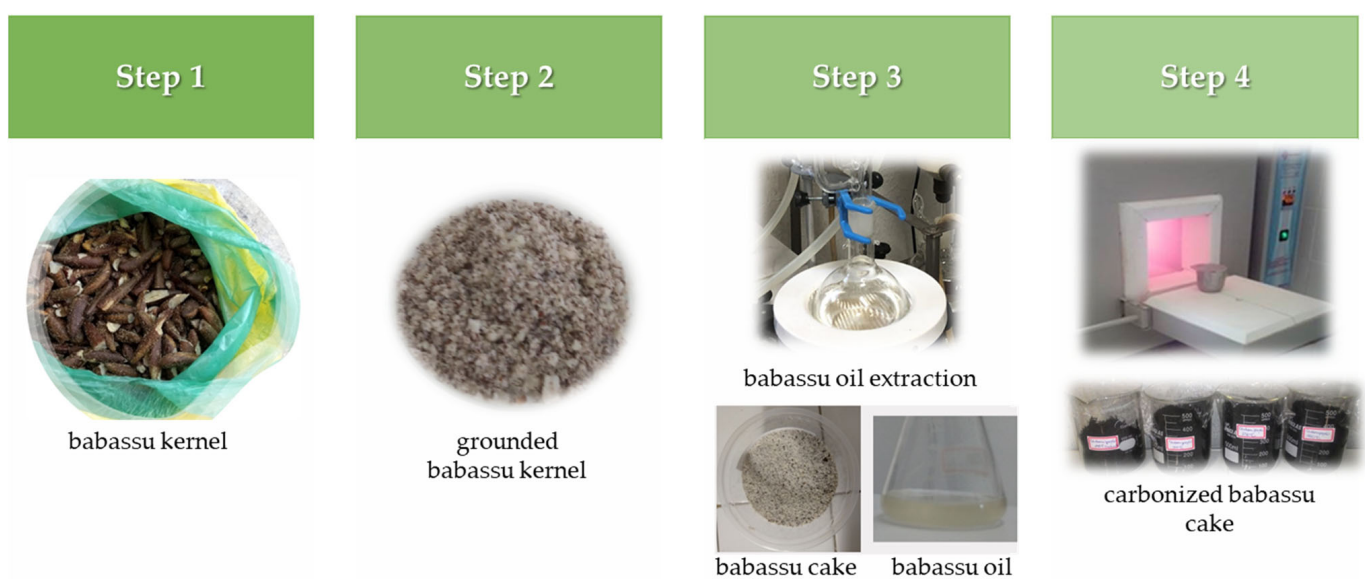 Step 1
Step 2
Step 3
Step 4
babassu kernel
grounded
babassu kernel
babassu oil extraction
babassu cake
babassu oil
carbonized babassu
cake